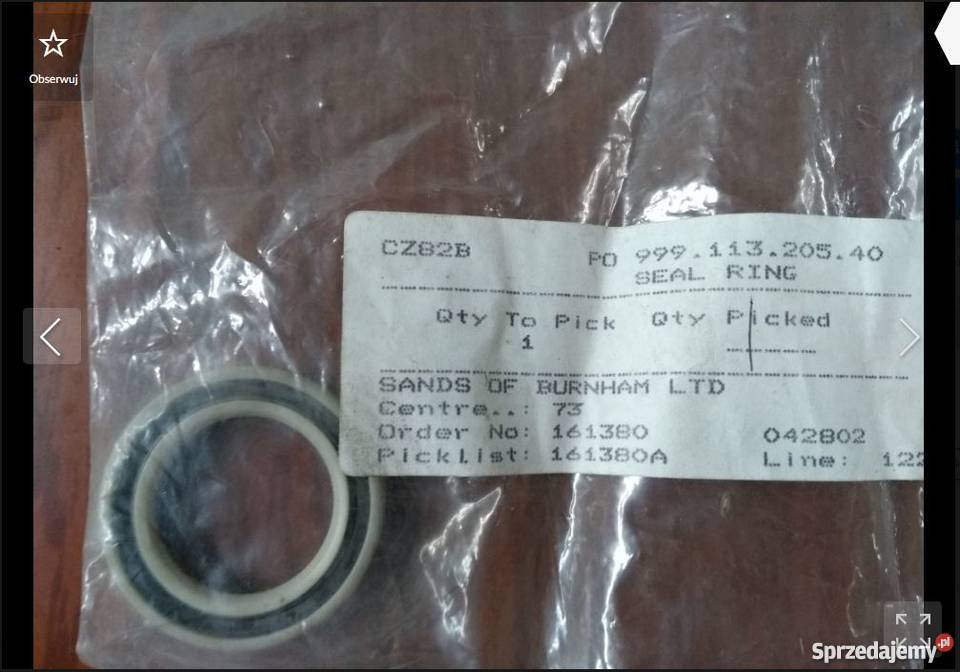 Obserwuj
CZ82B PO 999.113.205.40
SEAL RING
Qty To Pick Qty Picked
1
SANDS OF BURNHAM LTD
Centre..: 73
Order No: 161380 042802
PickList: 161380A Line: 122
Sprzedajemy.pl